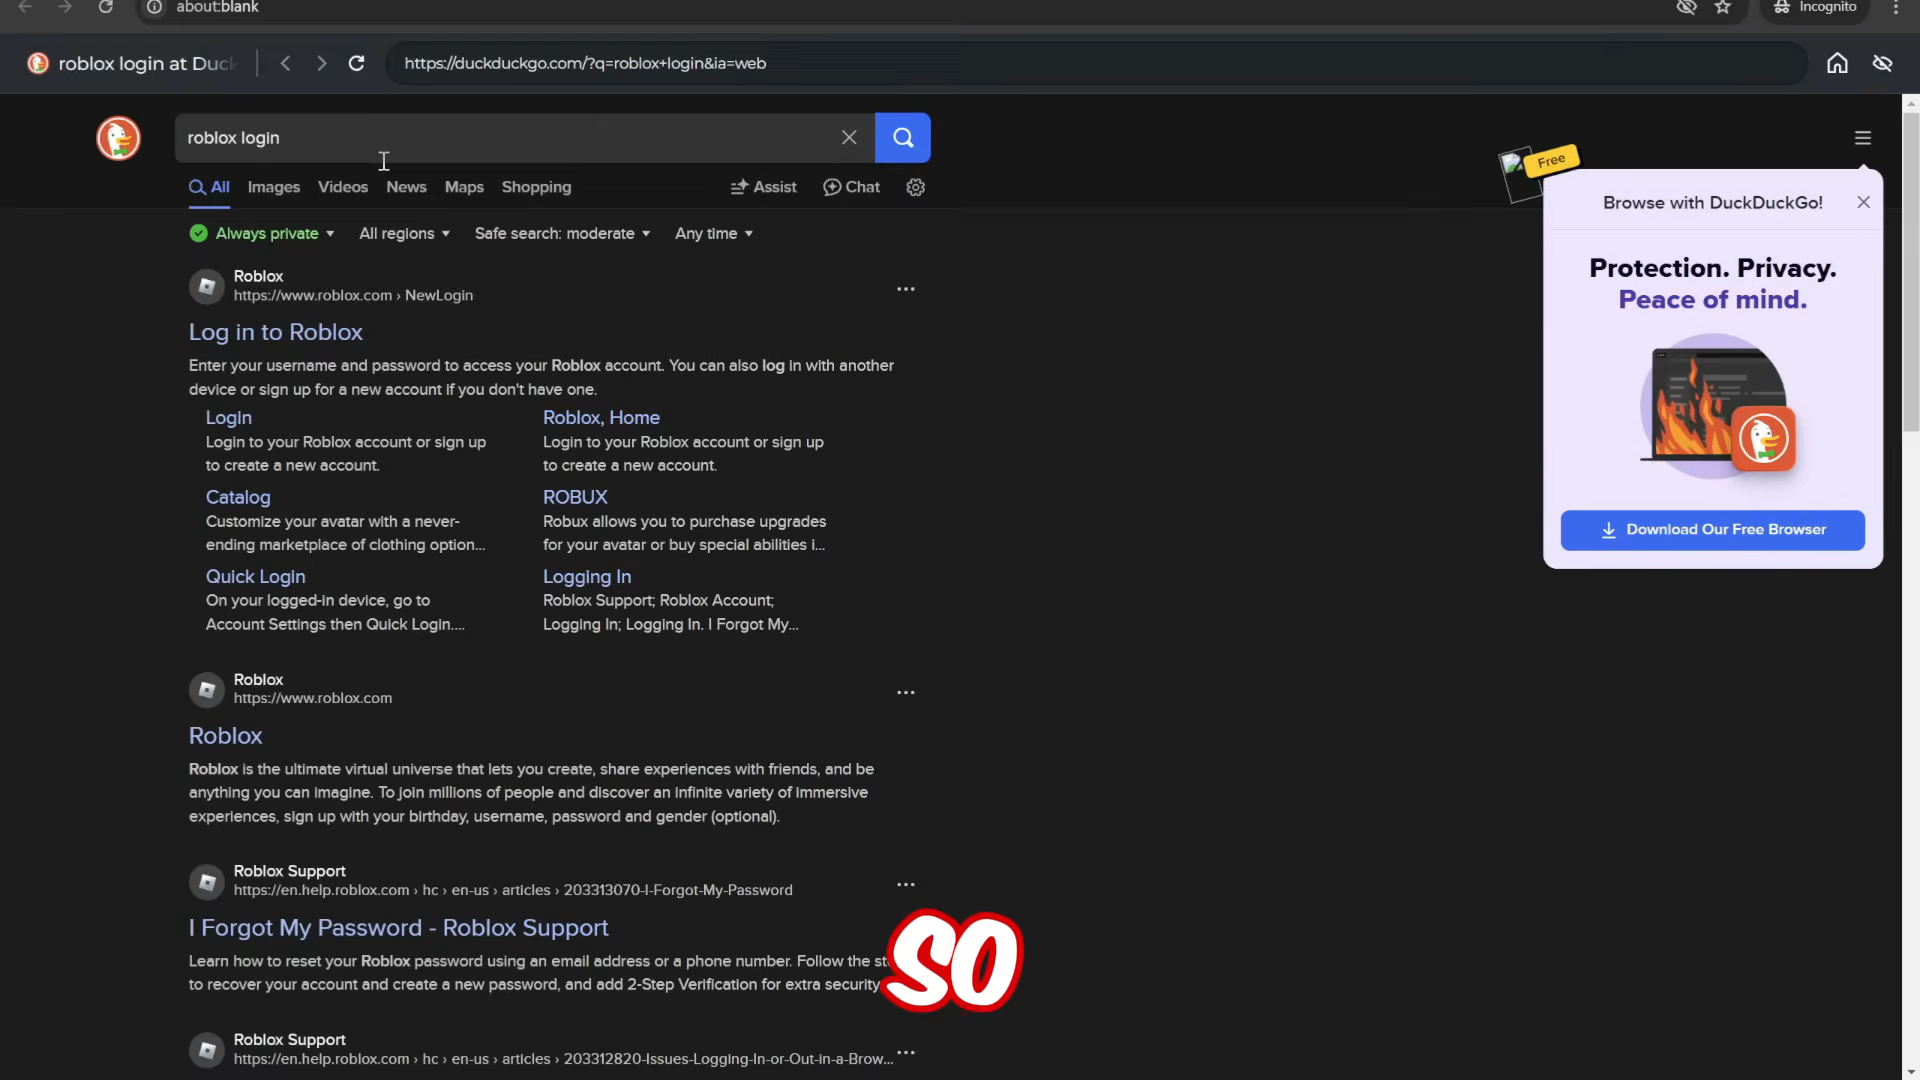 about:blank
Incognito
roblox login at Duc
https://duckduckgo.com/?q=roblox+login&ia=web
roblox login
All
Images
Videos
News
Maps
Shopping
Assist
Chat
Free
Always private
All regions
Safe search: moderate
Any time
Browse with DuckDuckGo!
Protection. Privacy.
Peace of mind.
Download Our Free Browser
Roblox
https://www.roblox.com › NewLogin
Log in to Roblox
Enter your username and password to access your Roblox account. You can also log in with another
device or sign up for a new account if you don't have one.
Login
Login to your Roblox account or sign up
to create a new account.
Roblox, Home
Login to your Roblox account or sign up
to create a new account.
Catalog
Customize your avatar with a never-
ending marketplace of clothing option...
ROBUX
Robux allows you to purchase upgrades
for your avatar or buy special abilities i...
Quick Login
On your logged-in device, go to
Account Settings then Quick Login....
Logging In
Roblox Support; Roblox Account;
Logging In; Logging In. I Forgot My...
Roblox
https://www.roblox.com
Roblox
Roblox is the ultimate virtual universe that lets you create, share experiences with friends, and be
anything you can imagine. To join millions of people and discover an infinite variety of immersive
experiences, sign up with your birthday, username, password and gender (optional).
Roblox Support
https://en.help.roblox.com › hc › en-us › articles › 203313070-I-Forgot-My-Password
I Forgot My Password - Roblox Support
Learn how to reset your Roblox password using an email address or a phone number. Follow the
to recover your account and create a new password, and add 2-Step Verification for extra security
SO
Roblox Support
https://en.help.roblox.com › hc › en-us › articles › 203312820-Issues-Logging-In-or-Out-in-a-Brow...